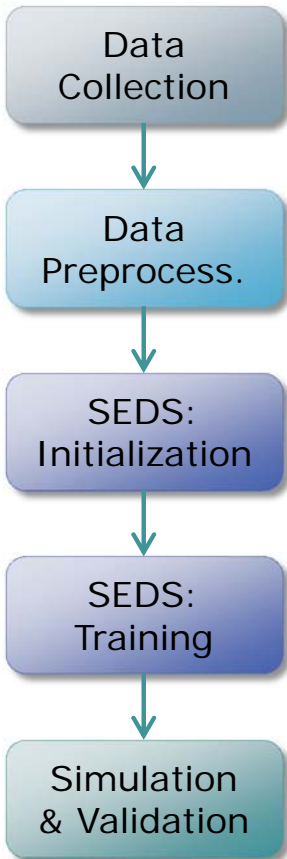 Data
Collection
Data
Preprocess.
SEDS:
Initialization
SEDS:
Training
Simulation
& Validation